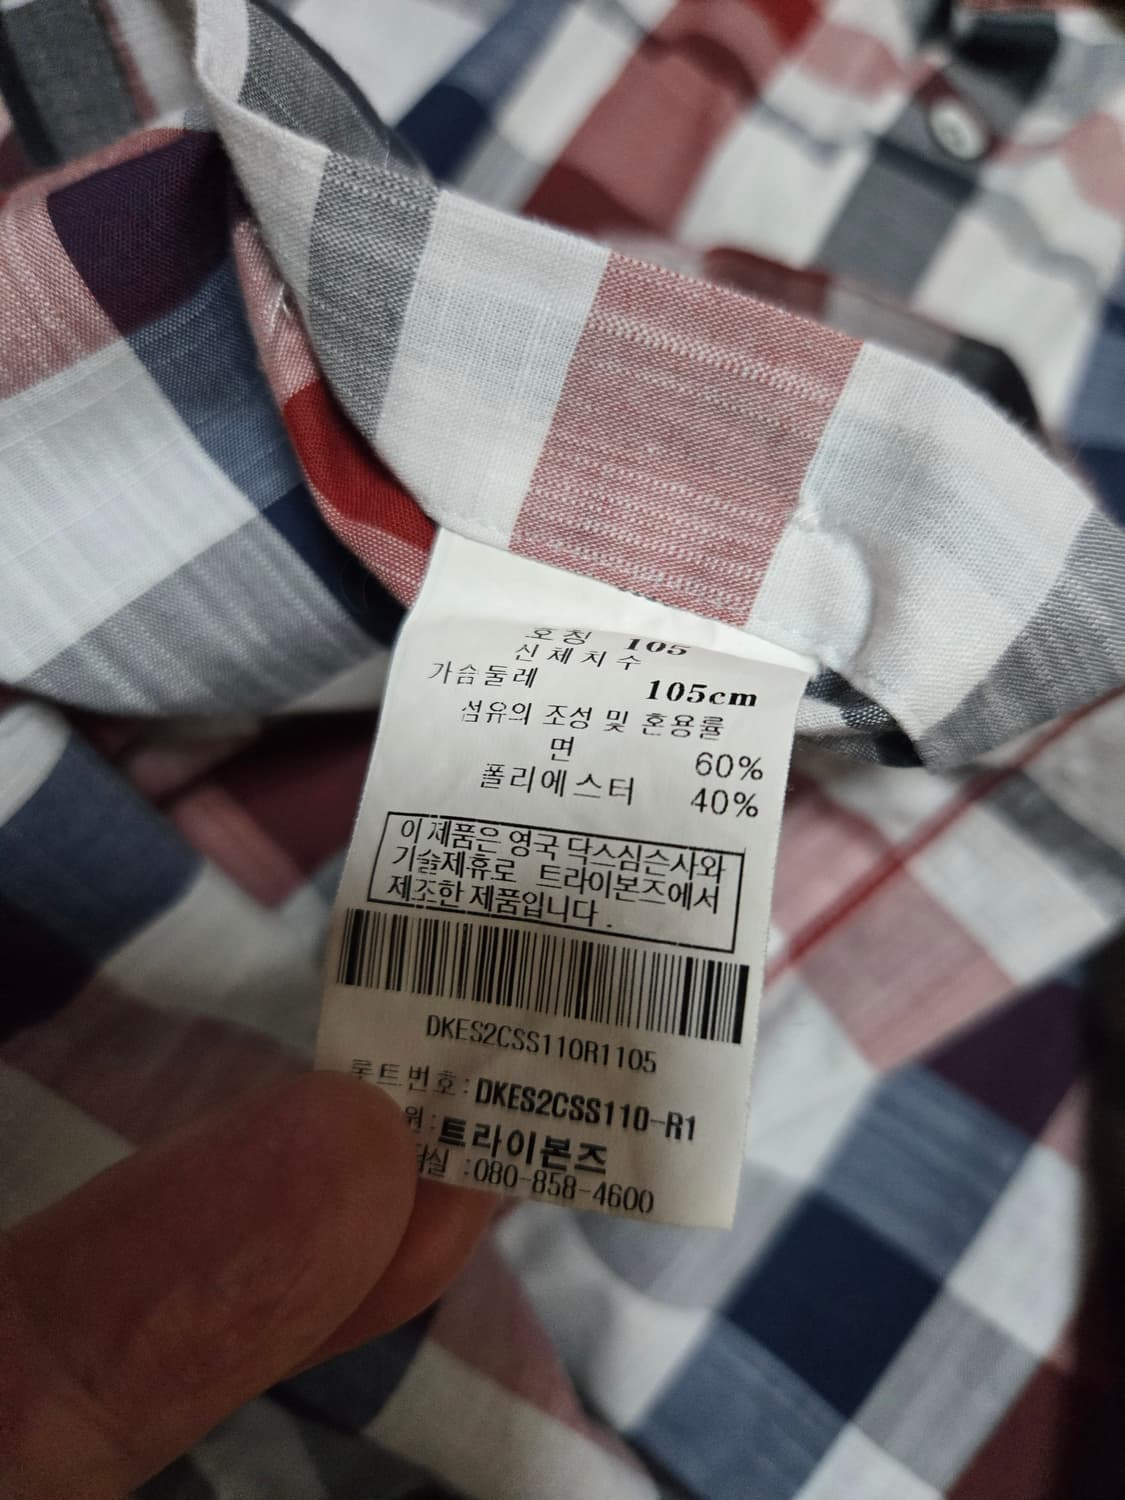 호칭 105
신체치수
가슴둘레 105cm
섬유의 조성 및 혼용률
면 60%
폴리에스터 40%
이 제품은 영국 닥스심슨사와
기술제휴로 트라이본즈에서
제조한 제품입니다.
DKES2CSS110R1105
로트번호: DKES2CSS110-R1
원: 트라이본즈
담실 :080-858-4600